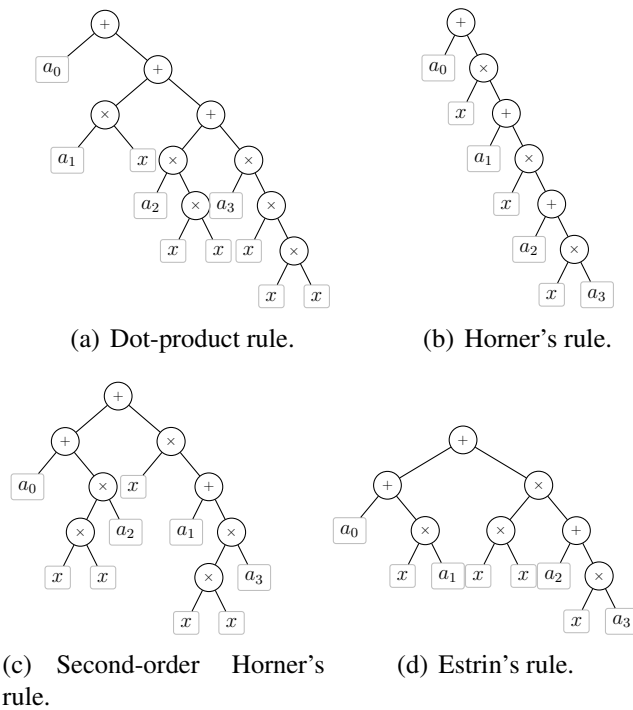 + +
a₀ + a₀ ×
× + x +
a₁ x × × a₁ ×
a₂ × a₃ × x +
x x x × a₂ ×
x x x a₃
(a) Dot-product rule. (b) Horner's rule.
+
+ × +
a₀ × x + + ×
× a₂ a₁ × a₀ × × +
x x × a₃ x a₁ x x a₂ ×
x x x a₃
(c) Second-order Horner's
rule.
(d) Estrin's rule.